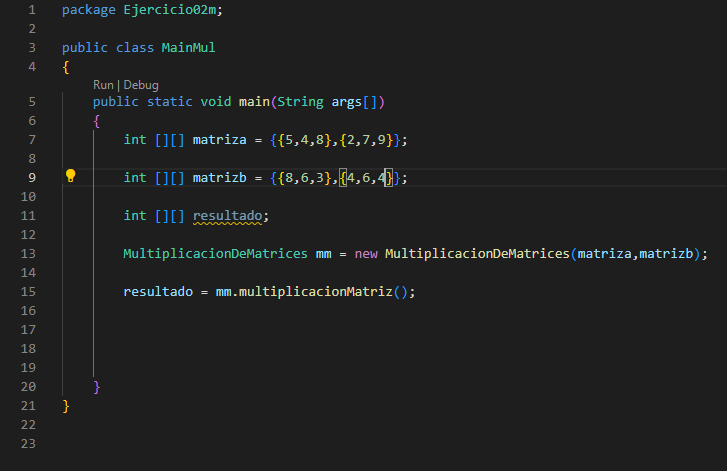 1 package Ejercicio02m;
2
3 public class MainMul
4 {
Run | Debug
5 public static void main(String args[])
6 {
7 int [][] matriza = {{5,4,8},{2,7,9}};
8
9 int [][] matrizb = {{8,6,3},{4,6,4}};
10
11 int [][] resultado;
12
13 MultiplicacionDeMatrices mm = new MultiplicacionDeMatrices(matriza,matrizb);
14
15 resultado = mm.multiplicacionMatriz();
16
17
18
19
20 }
21 }
22
23